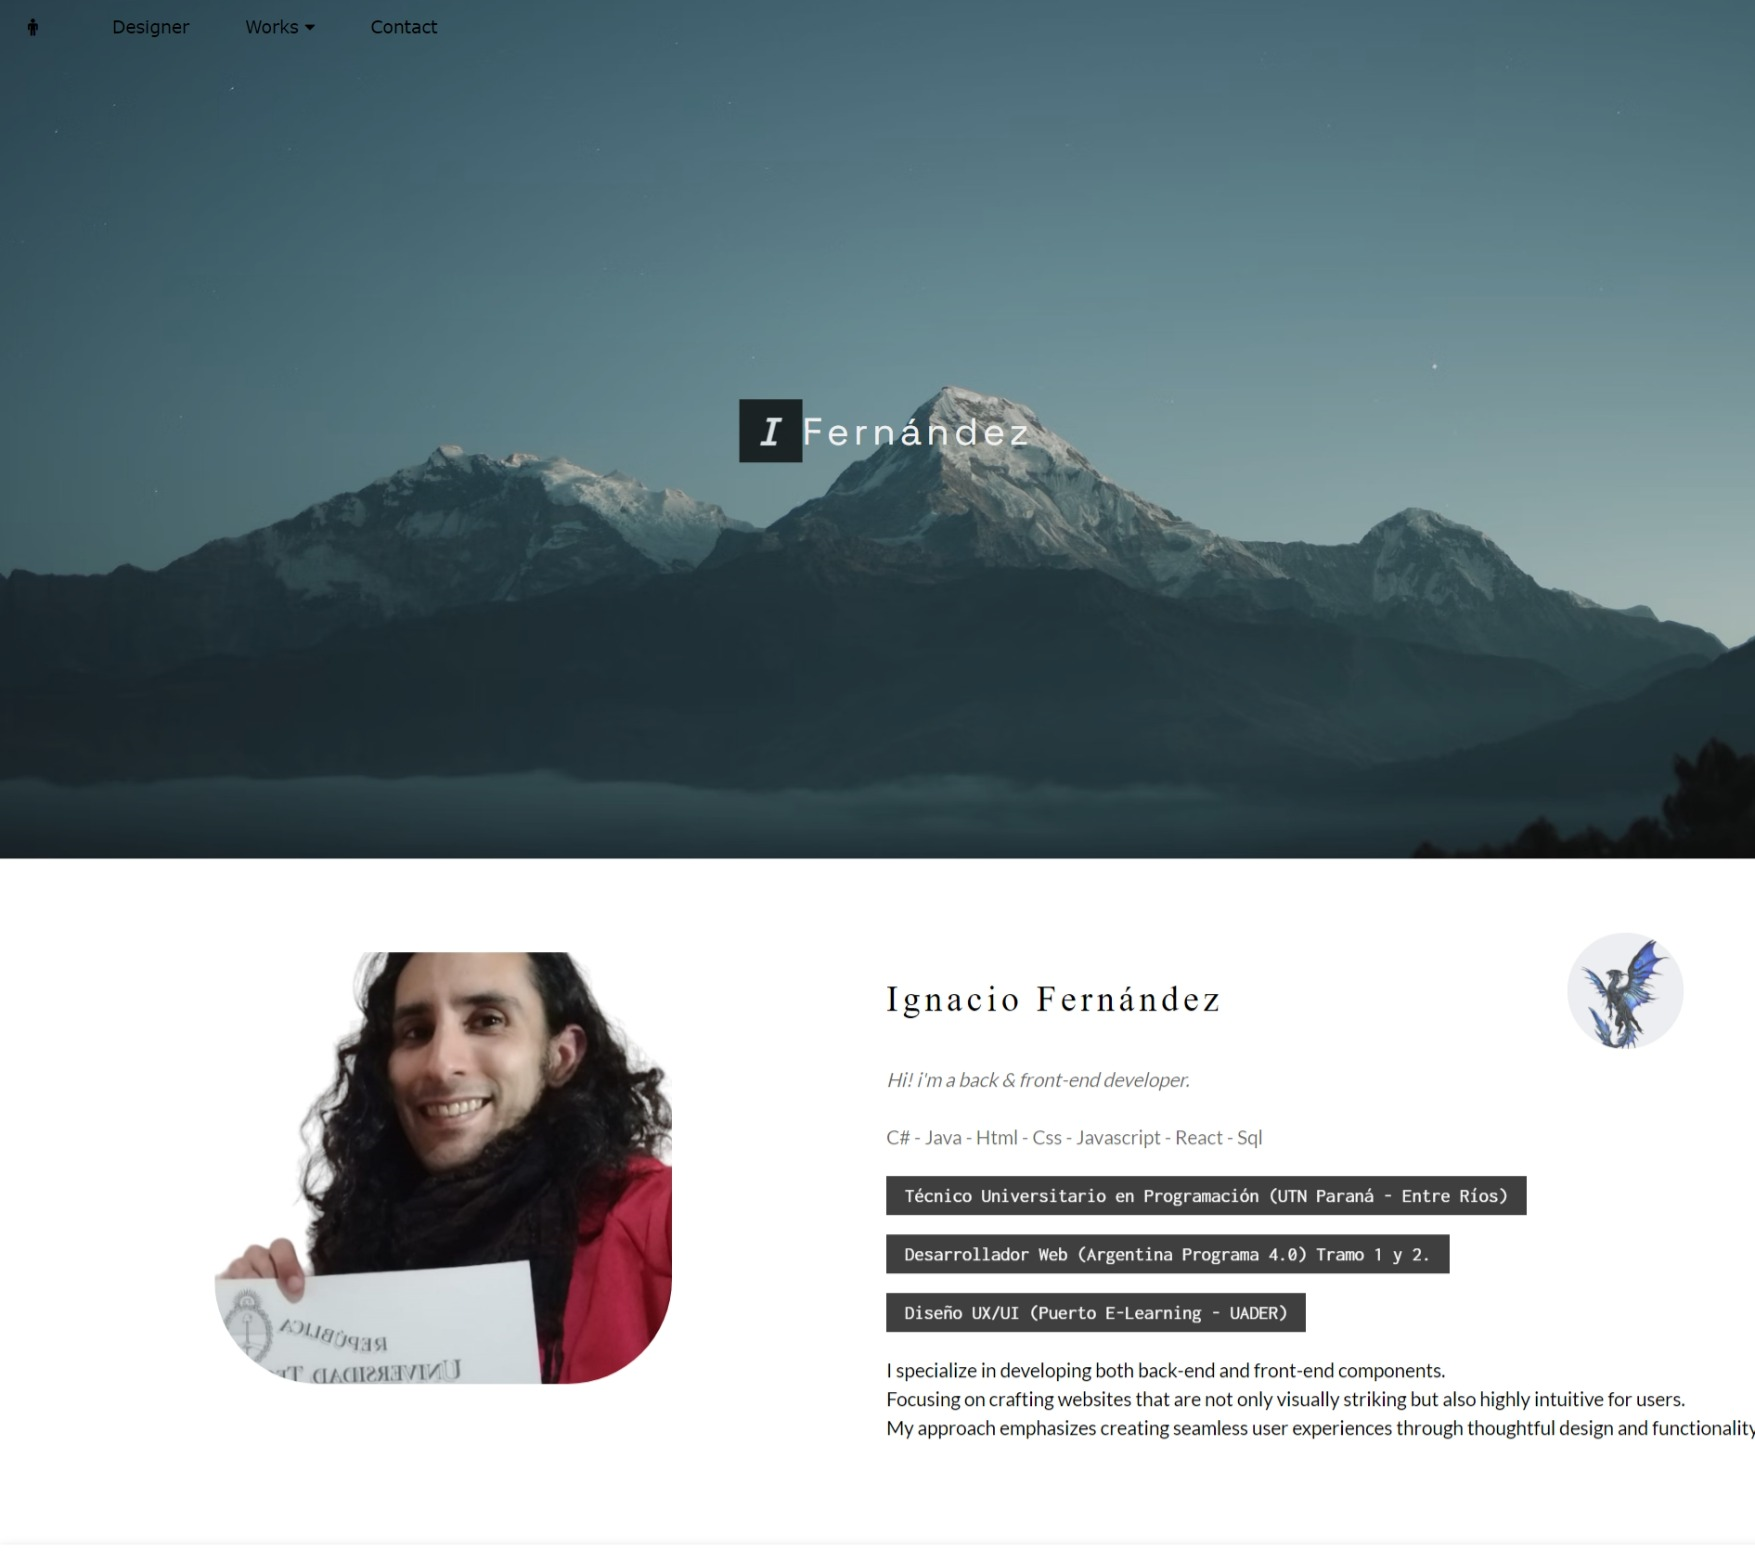 Designer Works Contact
I Fernández
Ignacio Fernández
Hi! i'm a back & front-end developer.
C# - Java - Html - Css - Javascript - React - Sql
Técnico Universitario en Programación (UTN Paraná - Entre Ríos)
Desarrollador Web (Argentina Programa 4.0) Tramo 1 y 2.
Diseño UX/UI (Puerto E-Learning - UADER)
REPÚBLICA
UNIVERSIDAD
I specialize in developing both back-end and front-end components.
Focusing on crafting websites that are not only visually striking but also highly intuitive for users.
My approach emphasizes creating seamless user experiences through thoughtful design and functionality